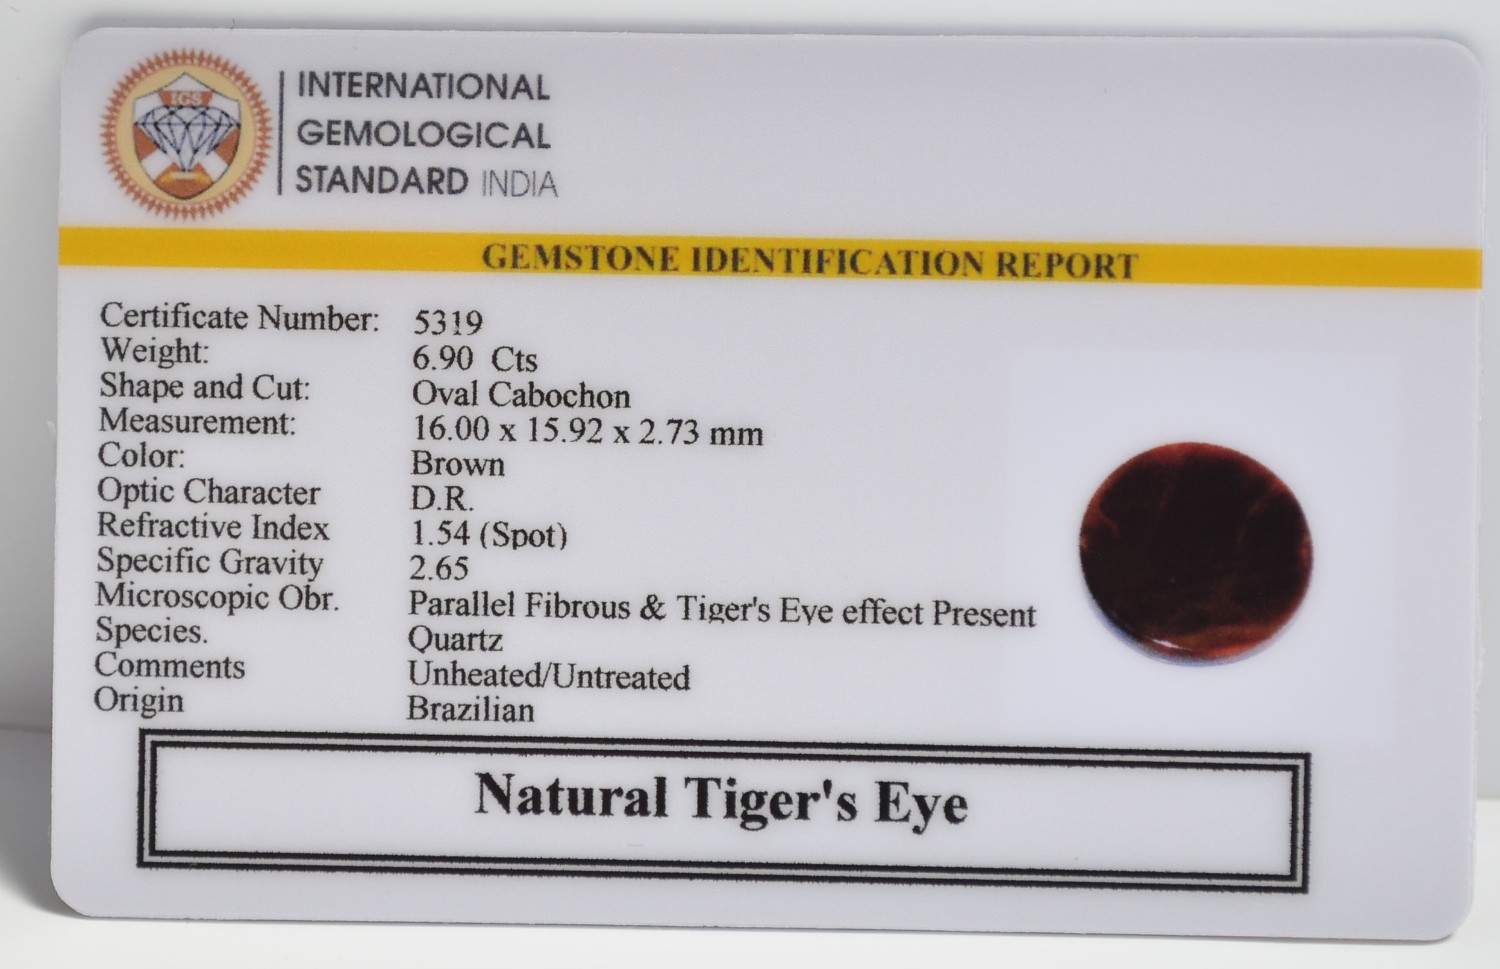 IGS
INTERNATIONAL
GEMOLOGICAL
STANDARD INDIA
GEMSTONE IDENTIFICATION REPORT
Certificate Number: 5319
Weight: 6.90 Cts
Shape and Cut: Oval Cabochon
Measurement: 16.00 x 15.92 x 2.73 mm
Color: Brown
Optic Character D.R.
Refractive Index 1.54 (Spot)
Specific Gravity 2.65
Microscopic Obr. Parallel Fibrous & Tiger's Eye effect Present
Species. Quartz
Comments Unheated/Untreated
Origin Brazilian
Natural Tiger's Eye